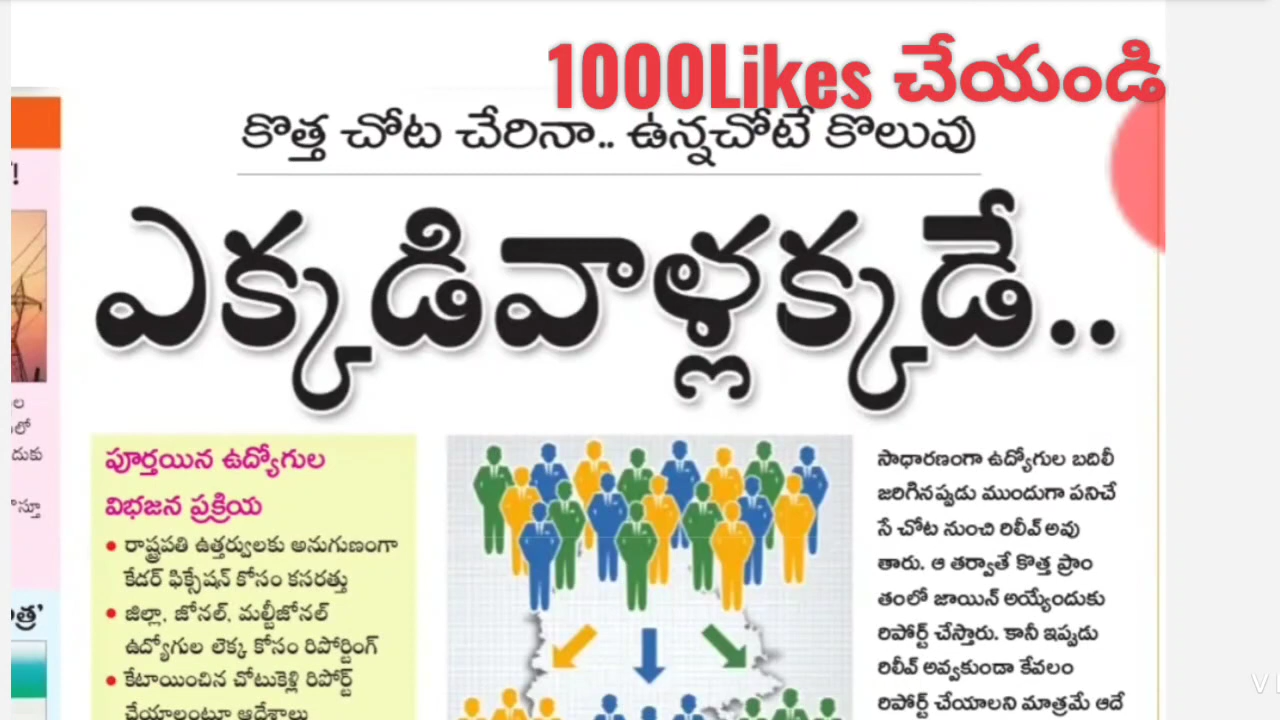 1000Likes చేయండి
కొత్త చోట చేరినా.. ఉన్నచోటే కొలువు
ఎక్కడివాళ్లక్కడే..
పూర్తయిన ఉద్యోగుల
విభజన ప్రక్రియ
• రాష్ట్రపతి ఉత్తర్వులకు అనుగుణంగా
కేడర్ ఫిక్సేషన్ కోసం కసరత్తు
• జిల్లా, జోనల్, మల్టీజోనల్
ఉద్యోగుల లెక్క కోసం రిపోర్టింగ్
• కేటాయించిన చోటుకెళ్లి రిపోర్ట్
చేయాలంటూ ఆదేశాలు
సాధారణంగా ఉద్యోగుల బదిలీ
జరిగినప్పడు ముందుగా పనిచే
సే చోట నుంచి రిలీవ్ అవు
తారు. ఆ తర్వాతే కొత్త ప్రాం
తంలో జాయిన్ అయ్యేందుకు
రిపోర్ట్ చేస్తారు. కానీ ఇప్పడు
రిలీవ్ అవ్వకుండా కేవలం
రిపోర్ట్ చేయాలని మాత్రమే ఆదే